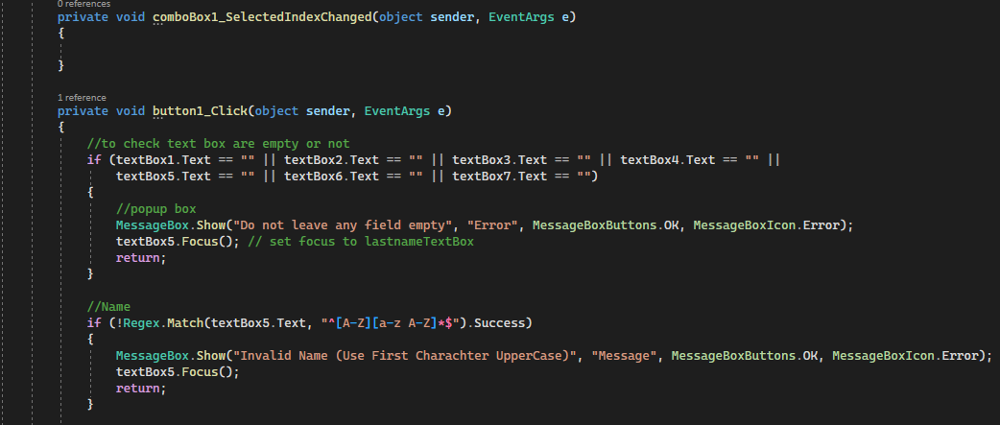 0 references
private void comboBox1_SelectedIndexChanged(object sender, EventArgs e)
{
}
1 reference
private void button1_Click(object sender, EventArgs e)
{
//to check text box are empty or not
if (textBox1.Text == "" || textBox2.Text == "" || textBox3.Text == "" || textBox4.Text == "" ||
textBox5.Text == "" || textBox6.Text == "" || textBox7.Text == "")
{
//popup box
MessageBox.Show("Do not leave any field empty", "Error", MessageBoxButtons.OK, MessageBoxIcon.Error);
textBox5.Focus(); // set focus to lastnameTextBox
return;
}
//Name
if (!Regex.Match(textBox5.Text, "^[A-Z][a-z A-Z]*$").Success)
{
MessageBox.Show("Invalid Name (Use First Charachter UpperCase)", "Message", MessageBoxButtons.OK, MessageBoxIcon.Error);
textBox5.Focus();
return;
}